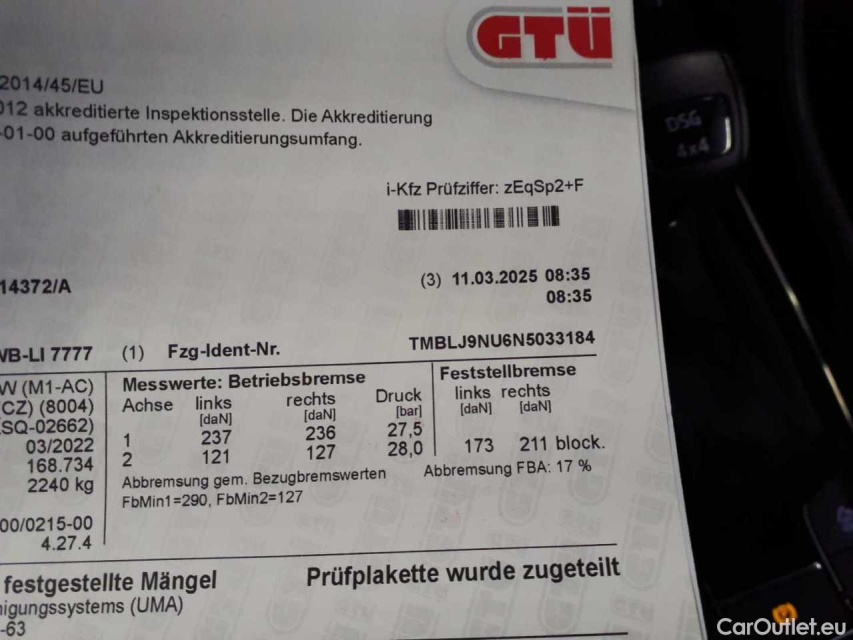 GTÜ
2014/45/EU
012 akkreditierte Inspektionsstelle. Die Akkreditierung
-01-00 aufgeführten Akkreditierungsumfang.
DSG
4x4
i-Kfz Prüfziffer: zEqSp2+F
14372/A
(3) 11.03.2025 08:35
08:35
WB-LI 7777 (1) Fzg-Ident-Nr. TMBLJ9NU6N5033184
W (M1-AC) Messwerte: Betriebsbremse Feststellbremse
CZ) (8004) Achse links rechts Druck links rechts
[daN] [daN] [bar] [daN] [daN]
SQ-02662)
03/2022 1 237 236 27,5 173 211 block.
168.734 2 121 127 28,0
2240 kg Abbremsung gem. Bezugbremswerten Abbremsung FBA: 17 %
FbMin1=290, FbMin2=127
00/0215-00
4.27.4
festgestellte Mängel Prüfplakette wurde zugeteilt
nigungssystems (UMA)
-63
CarOutlet.eu